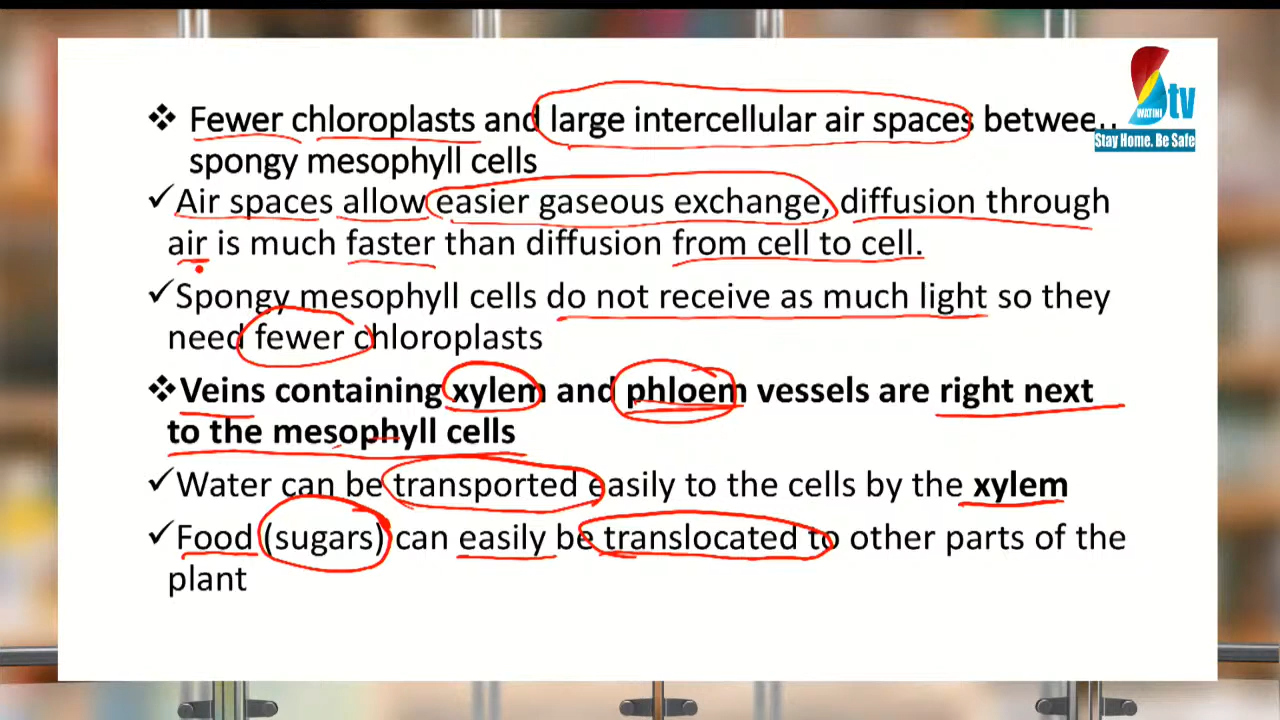 ❖ Fewer chloroplasts and large intercellular air spaces between
spongy mesophyll cells
✓Air spaces allow easier gaseous exchange, diffusion through
air is much faster than diffusion from cell to cell.
✓Spongy mesophyll cells do not receive as much light so they
need fewer chloroplasts
❖Veins containing xylem and phloem vessels are right next
to the mesophyll cells
✓Water can be transported easily to the cells by the xylem
✓Food (sugars) can easily be translocated to other parts of the
plant
tv
WATINI
Stay Home. Be Safe